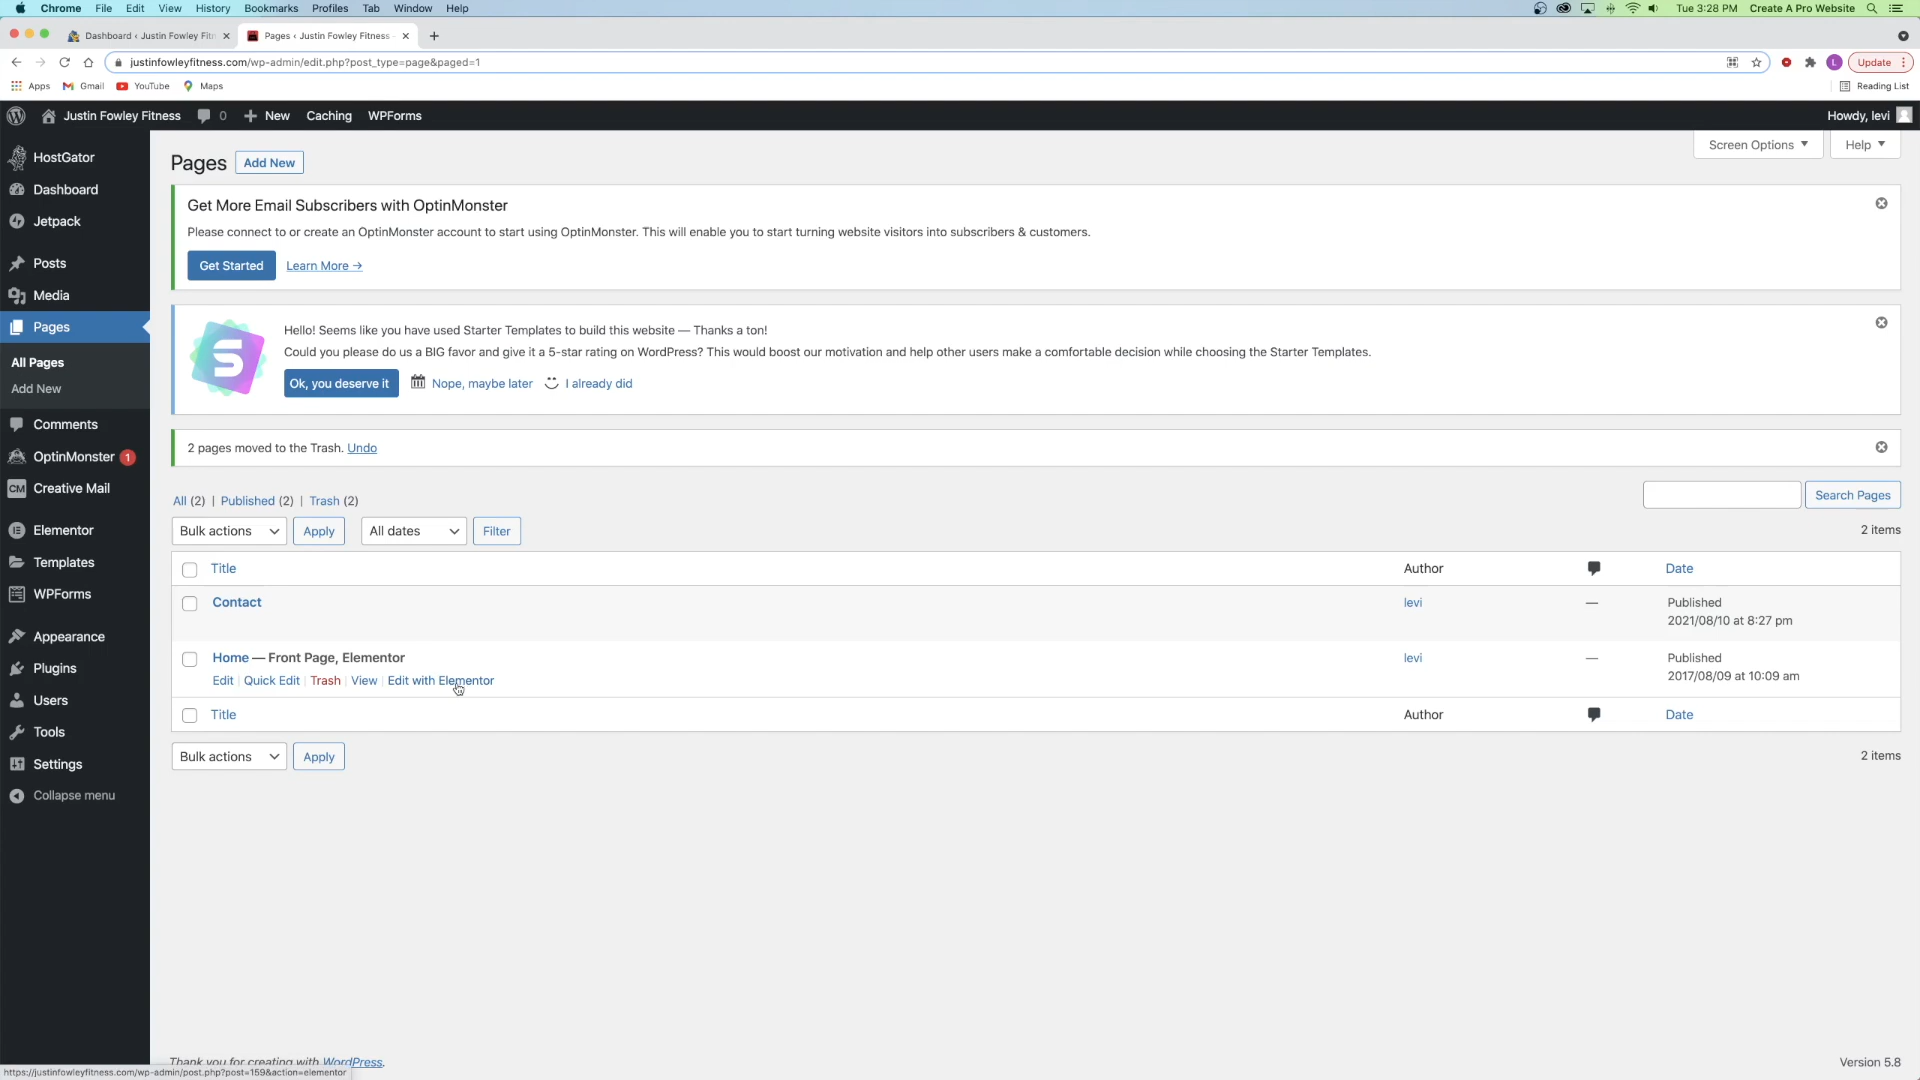 Chrome File Edit View History Bookmarks Profiles Tab Window Help Tue 3:28 PM Create A Pro Website
Dashboard ‹ Justin Fowley Fitn Pages ‹ Justin Fowley Fitness -
justinfowleyfitness.com/wp-admin/edit.php?post_type=page&paged=1 L Update
Apps Gmail YouTube Maps Reading List
Justin Fowley Fitness 0 New Caching WPForms Howdy, levi
HostGator
Dashboard
Jetpack
Posts
Media
Pages
All Pages
Add New
Comments
OptinMonster 1
CM Creative Mail
Elementor
Templates
WPForms
Appearance
Plugins
Users
Tools
Settings
Collapse menu
Screen Options Help
Pages Add New
Get More Email Subscribers with OptinMonster
Please connect to or create an OptinMonster account to start using OptinMonster. This will enable you to start turning website visitors into subscribers & customers.
Get Started Learn More →
S
Hello! Seems like you have used Starter Templates to build this website — Thanks a ton!
Could you please do us a BIG favor and give it a 5-star rating on WordPress? This would boost our motivation and help other users make a comfortable decision while choosing the Starter Templates.
Ok, you deserve it Nope, maybe later I already did
2 pages moved to the Trash. Undo
All (2) | Published (2) | Trash (2) Search Pages
Bulk actions Apply All dates Filter 2 items
Title Author Date
Contact levi — Published
2021/08/10 at 8:27 pm
Home — Front Page, Elementor levi — Published
Edit | Quick Edit | Trash | View | Edit with Elementor 2017/08/09 at 10:09 am
Title Author Date
Bulk actions Apply 2 items
Thank you for creating with WordPress. Version 5.8
https://justinfowleyfitness.com/wp-admin/post.php?post=159&action=elementor